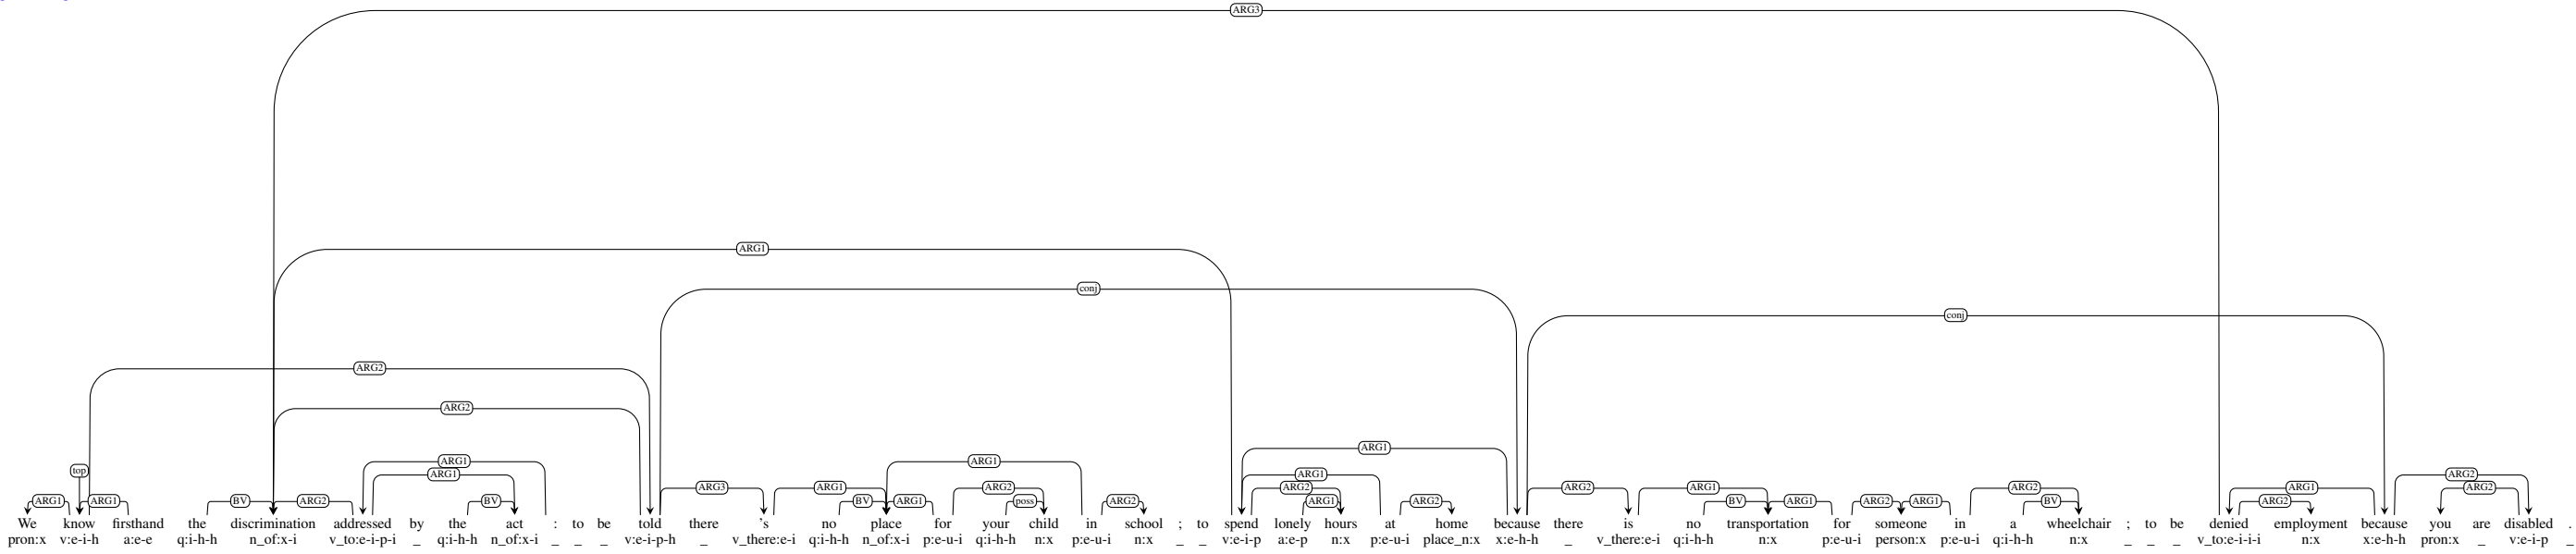 ARG3
ARG1
conj
conj
ARG2
ARG2
ARG1 ARG1
top ARG1 ARG1 ARG1 ARG2
ARG3 ARG1 ARG2 ARG2 ARG2 ARG2 ARG1 ARG2
ARG1 ARG1 BV ARG2 BV BV ARG1 poss ARG2 ARG1 ARG2 ARG1 BV ARG1 ARG2 ARG1 BV ARG2
We know firsthand the discrimination addressed by the act : to be told there 's no place for your child in school ; to spend lonely hours at home because there is no transportation for someone in a wheelchair ; to be denied employment because you are disabled .
pron:x v:e-i-h a:e-e q:i-h-h n_of:x-i v_to:e-i-p-i _ q:i-h-h n_of:x-i _ _ _ v:e-i-p-h _ v_there:e-i q:i-h-h n_of:x-i p:e-u-i q:i-h-h n:x p:e-u-i n:x _ _ v:e-i-p a:e-p n:x p:e-u-i place_n:x x:e-h-h _ v_there:e-i q:i-h-h n:x p:e-u-i person:x p:e-u-i q:i-h-h n:x _ _ _ v_to:e-i-i-i n:x x:e-h-h pron:x _ v:e-i-p _